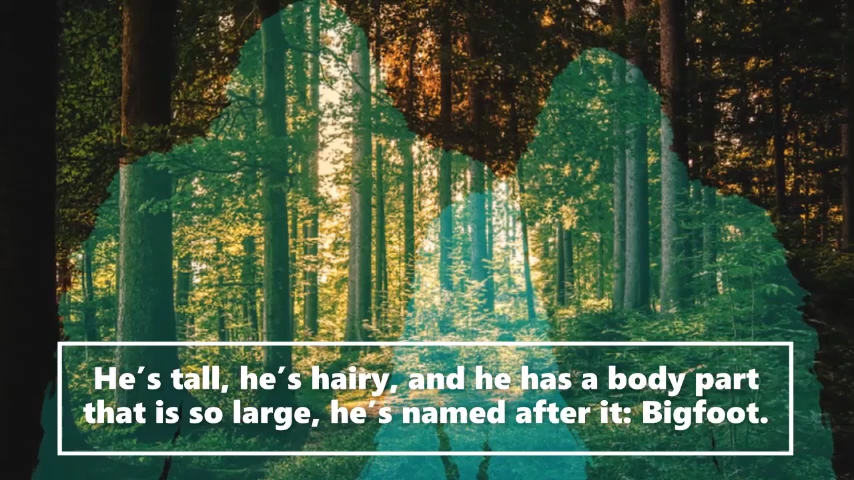 He’s tall, he’s hairy, and he has a body part
that is so large, he’s named after it: Bigfoot.